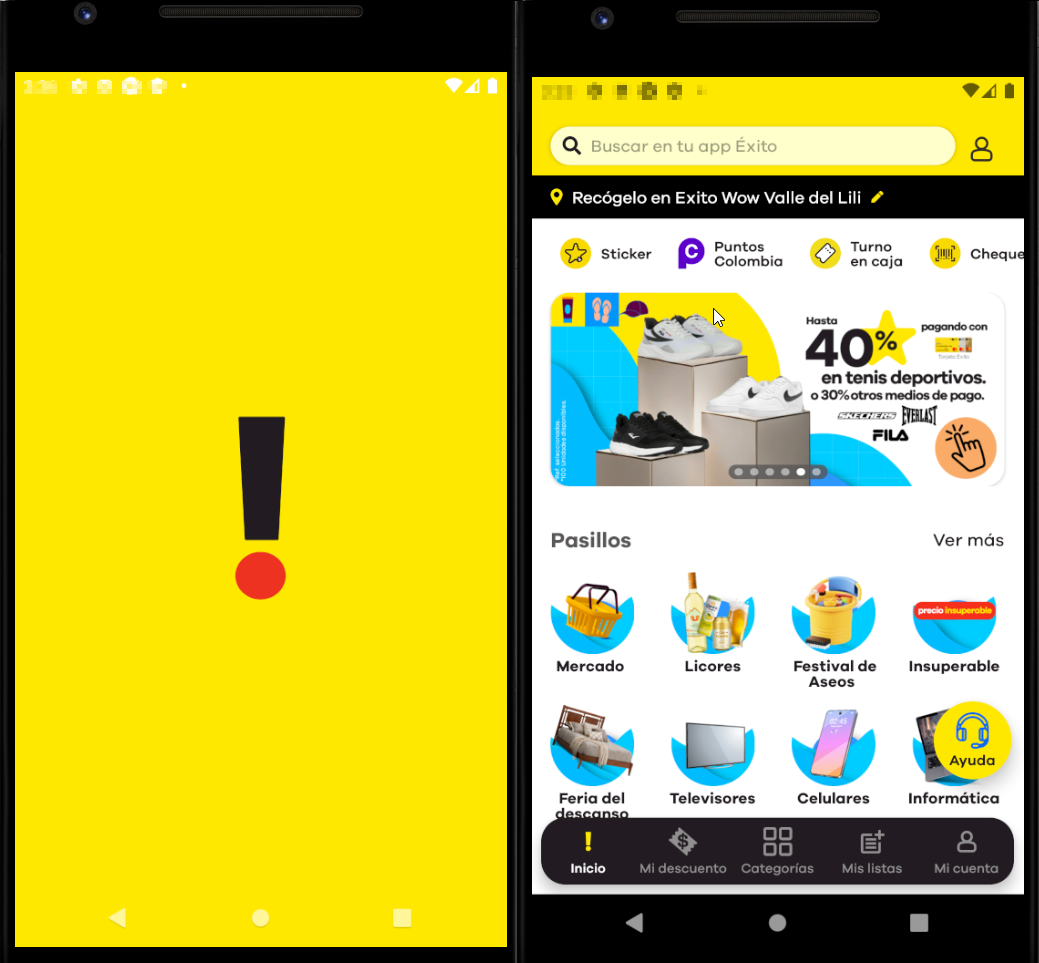 Buscar en tu app Éxito
Recógelo en Exito Wow Valle del Lili
Sticker
Puntos
Colombia
Turno
en caja
Cheque
Hasta
40%
pagando con
Tarjeta Éxito
en tenis deportivos.
o 30% otros medios de pago.
SKECHERS
EVERLAST
FILA
Pasillos
Ver más
precio insuperable
Mercado
Licores
Festival de
Aseos
Insuperable
Ayuda
Feria del
descanso
Televisores
Celulares
Informática
Inicio
Mi descuento
Categorías
Mis listas
Mi cuenta